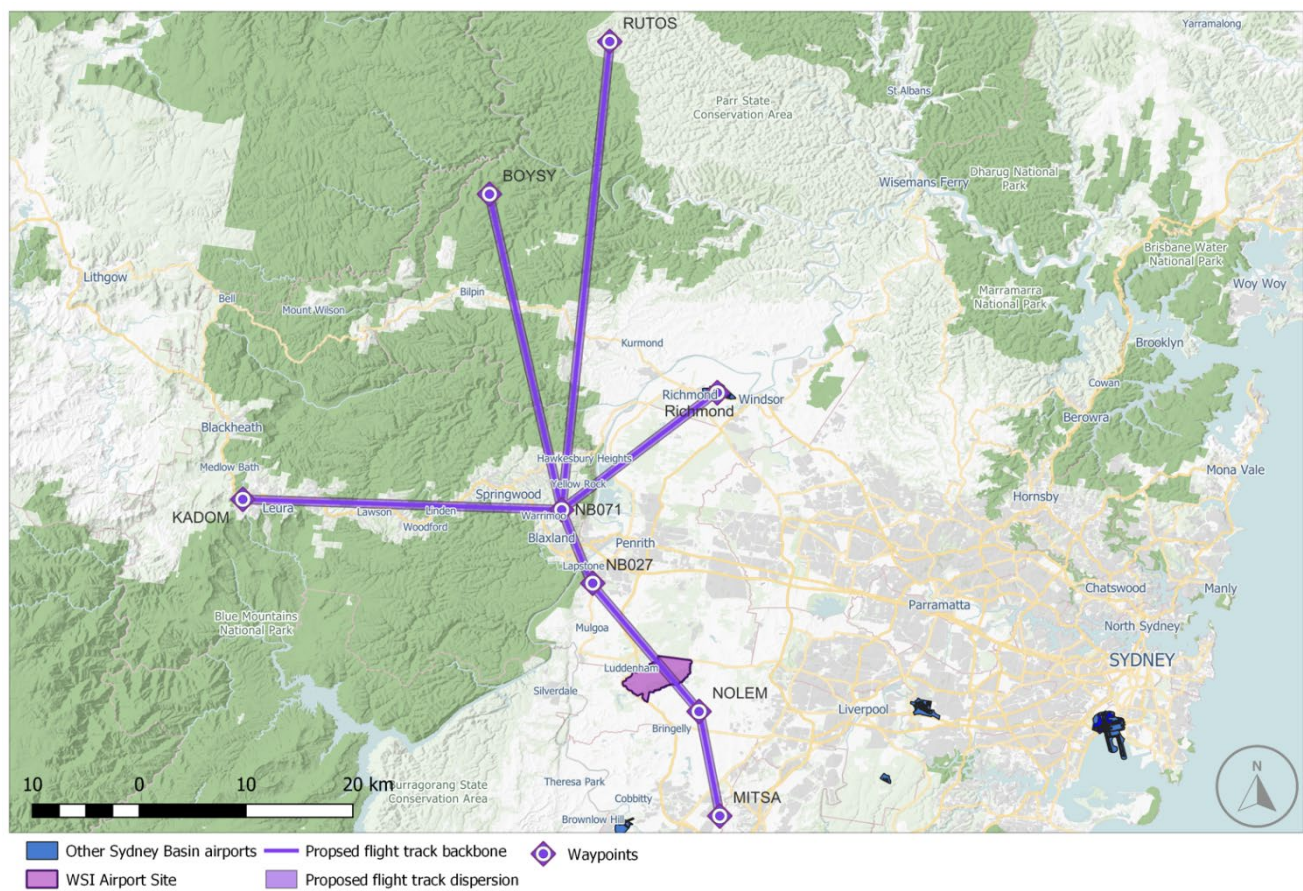 RUTOS
Yarramalong
St Albans
Parr State
Conservation Area
BOYSY
Dharug National
Park
Wisemans Ferry
Brisbane Water
National Park
Lithgow
Bell
Bilpin
Mount Wilson
Marramarra
National Park
Woy Woy
Kurmond
Brooklyn
Cowan
Richmond
Windsor
Richmond
Berowra
Blackheath
Hawkesbury Heights
Medlow Bath
Mona Vale
Yellow Rock
Springwood
Hornsby
KADOM
Leura
Lawson
Linden
Woodford
Warrimoo
NB071
Blaxland
Penrith
Lapstone
NB027
Chatswood
Manly
Parramatta
Blue Mountains
National Park
Mulgoa
North Sydney
SYDNEY
Luddenham
Silverdale
NOLEM
Liverpool
Bringelly
10 0 10 20 km
urragorang State
Conservation Area
Theresa Park
Cobbitty
MITSA
Brownlow Hill
N
Other Sydney Basin airports
Propsed flight track backbone
Waypoints
WSI Airport Site
Proposed flight track dispersion